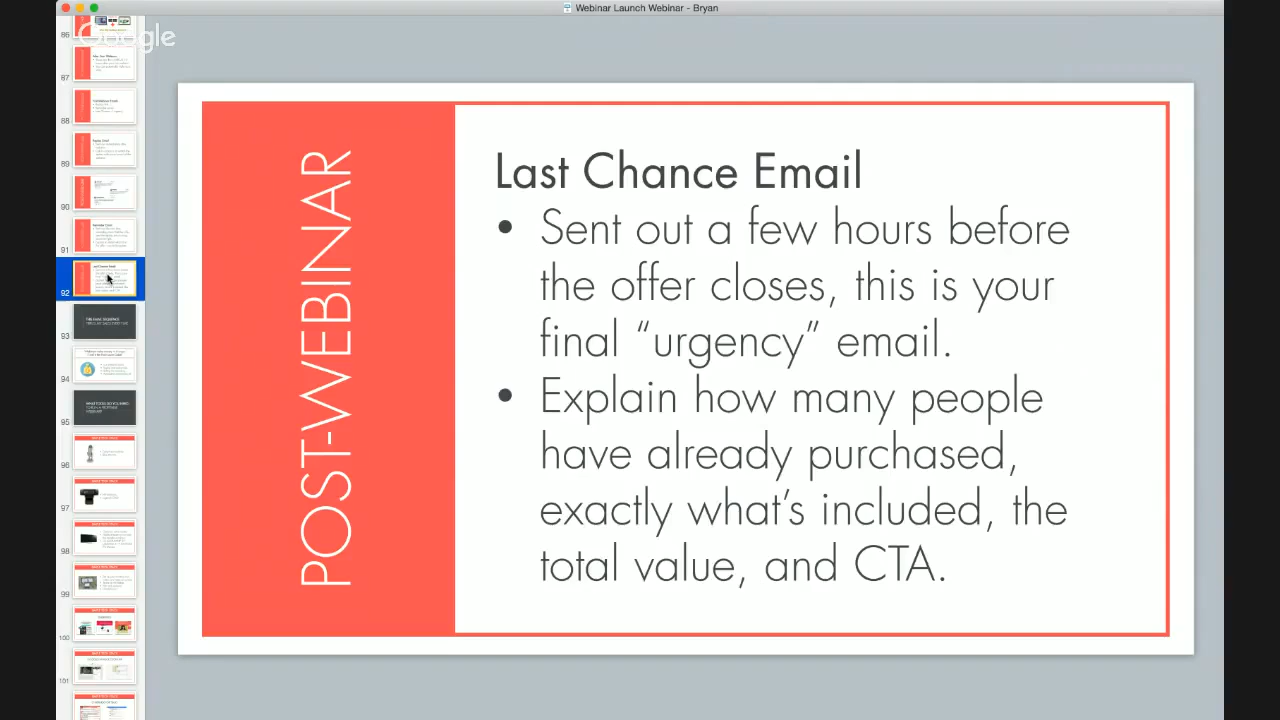 Webinar Launch Webinar - Bryan
Google
86
87
88
89
90
91
92
93
94
95
96
97
98
99
100
101
POST-WEBINAR
Last Chance Email
• Sent out a few hours before
the offer closes, this is your
final “urgency” email.
• Explain how many people
have already purchased,
exactly what’s included, the
total value, and CTA.